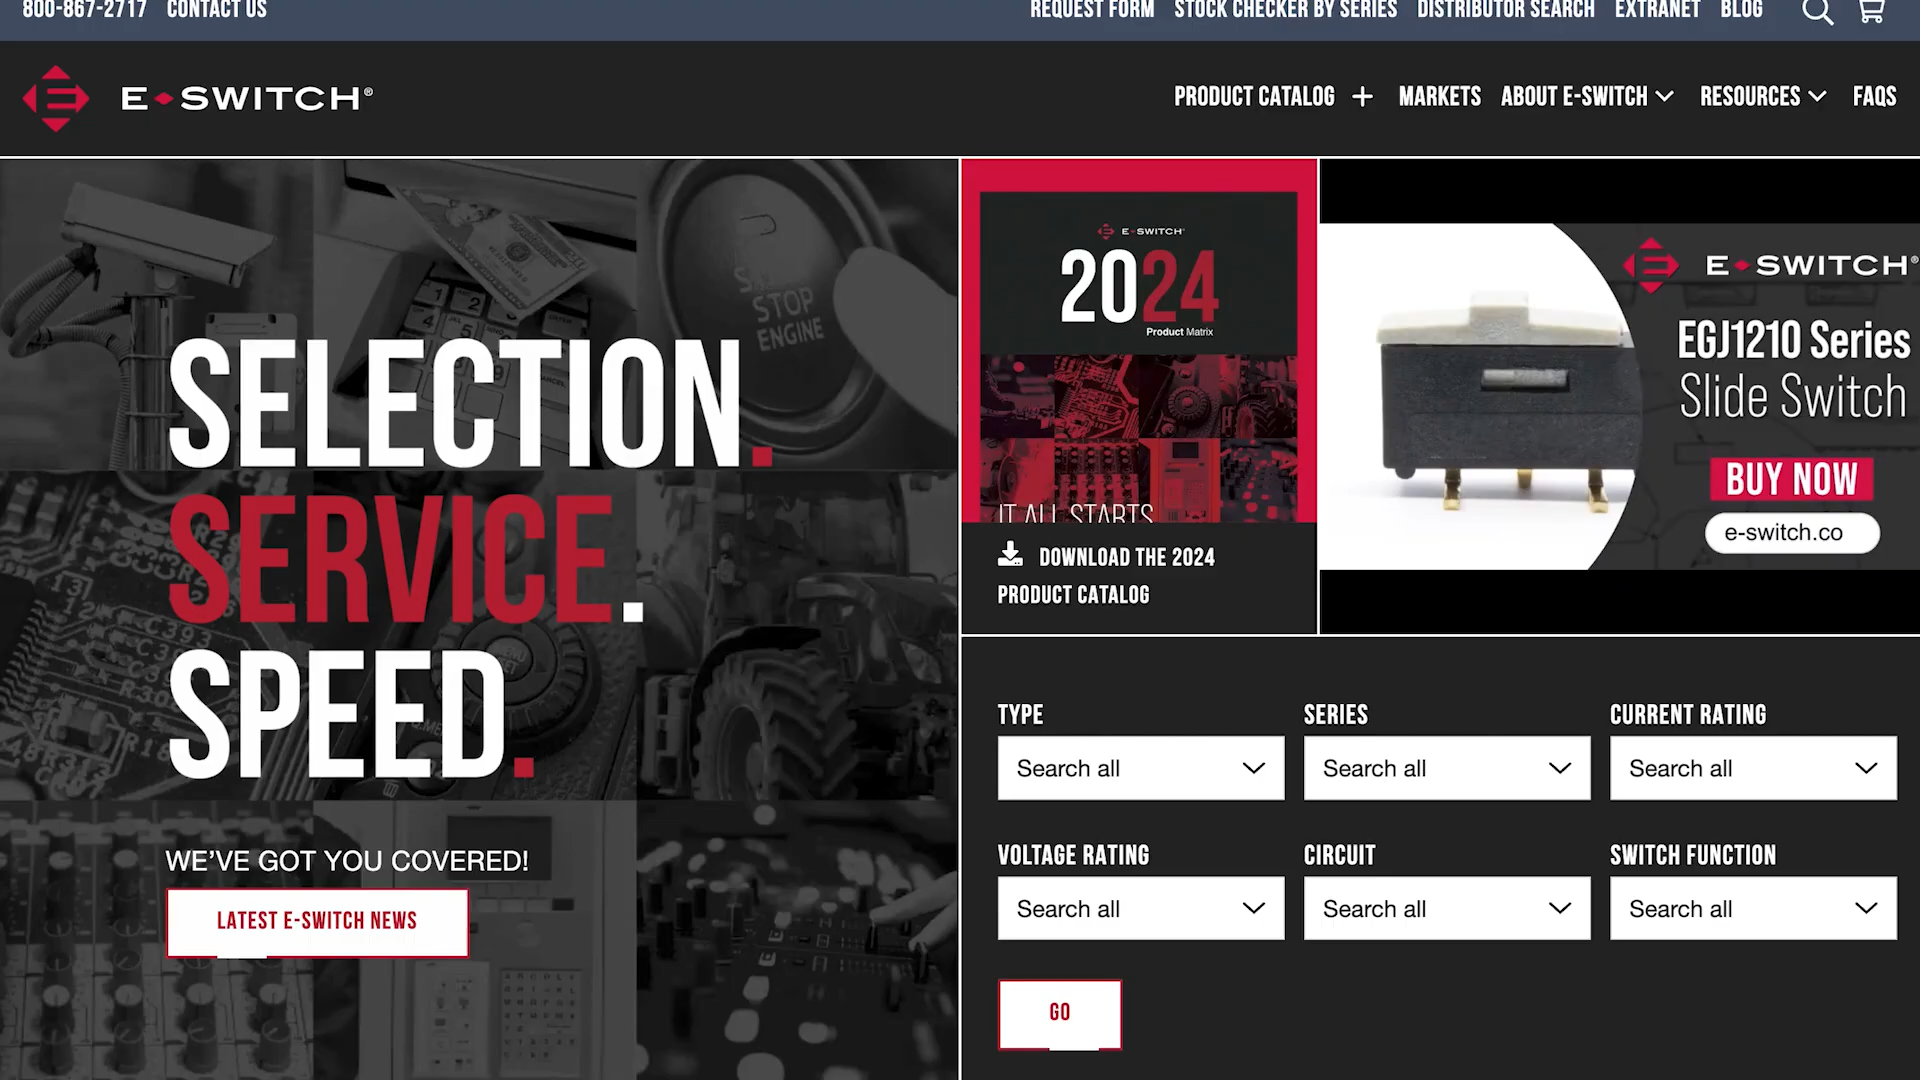 800-867-2717 CONTACT US
REQUEST FORM STOCK CHECKER BY SERIES DISTRIBUTOR SEARCH EXTRANET BLOG
E SWITCH®
PRODUCT CATALOG + MARKETS ABOUT E-SWITCH RESOURCES FAQS
STOP
ENGINE
SELECTION.
SERVICE.
SPEED.
WE'VE GOT YOU COVERED!
LATEST E-SWITCH NEWS
E-SWITCH
2024
Product Matrix
IT ALL STARTS
DOWNLOAD THE 2024
PRODUCT CATALOG
E SWITCH®
EGJ1210 Series
Slide Switch
BUY NOW
e-switch.co
TYPE SERIES CURRENT RATING
Search all Search all Search all
VOLTAGE RATING CIRCUIT SWITCH FUNCTION
Search all Search all Search all
GO